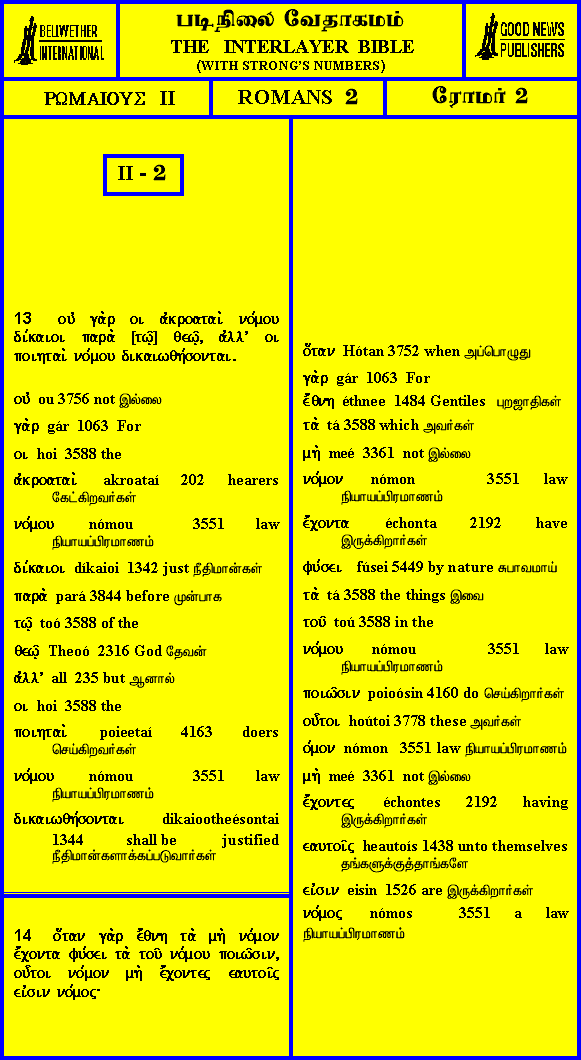 BELLWETHER
INTERNATIONAL
படிநிலை வேதாகமம்
THE INTERLAYER BIBLE
(WITH STRONG'S NUMBERS)
GOOD NEWS
PUBLISHERS
ΡΩΜΑΙΟΥΣ II
ROMANS 2
ரோமர் 2
II - 2
13 οὐ γὰρ οι ἀκροαταὶ νόμου
δίκαιοι παρὰ [τῶ] θεῶ, ἀλλ' οι
ποιηταὶ νόμου δικαιωθήσονται.
οὐ ou 3756 not இல்லை
γὰρ gár 1063 For
οι hoi 3588 the
ἀκροαταὶ akroataí 202 hearers
கேட்கிறவர்கள்
νόμου nómou 3551 law
நியாயப்பிரமாணம்
δίκαιοι díkaioi 1342 just நீதிமான்கள்
παρὰ pará 3844 before முன்பாக
τῶ toó 3588 of the
θεῶ Theoó 2316 God தேவன்
ἀλλ' all 235 but ஆனால்
οι hoi 3588 the
ποιηταὶ poieetaí 4163 doers
செய்கிறவர்கள்
νόμου nómou 3551 law
நியாயப்பிரமாணம்
δικαιωθήσονται dikaiootheésontai
1344 shall be justified
நீதிமான்களாக்கப்படுவார்கள்
14 ὅταν γὰρ ἔθνη τὰ μὴ νόμον
ἔχοντα φύσει τὰ τοῦ νόμου ποιῶσιν,
οὗτοι νόμον μὴ ἔχοντες εαυτοῖς
εἰσιν νόμος·
ὅταν Hótan 3752 when அப்பொழுது
γὰρ gár 1063 For
ἔθνη éthnee 1484 Gentiles புறஜாதிகள்
τὰ tá 3588 which அவர்கள்
μὴ meé 3361 not இல்லை
νόμον nómon 3551 law
நியாயப்பிரமாணம்
ἔχοντα échonta 2192 have
இருக்கிறார்கள்
φύσει fúsei 5449 by nature சுபாவமாய்
τὰ tá 3588 the things இவை
τοῦ toú 3588 in the
νόμου nómou 3551 law
நியாயப்பிரமாணம்
ποιῶσιν poioósin 4160 do செய்கிறார்கள்
οὗτοι hoútoi 3778 these அவர்கள்
όμον nómon 3551 law நியாயப்பிரமாணம்
μὴ meé 3361 not இல்லை
ἔχοντες échontes 2192 having
இருக்கிறார்கள்
εαυτοῖς heautoís 1438 unto themselves
தங்களுக்குத்தாங்களே
εἰσιν eisin 1526 are இருக்கிறார்கள்
νόμος nómos 3551 a law
நியாயப்பிரமாணம்